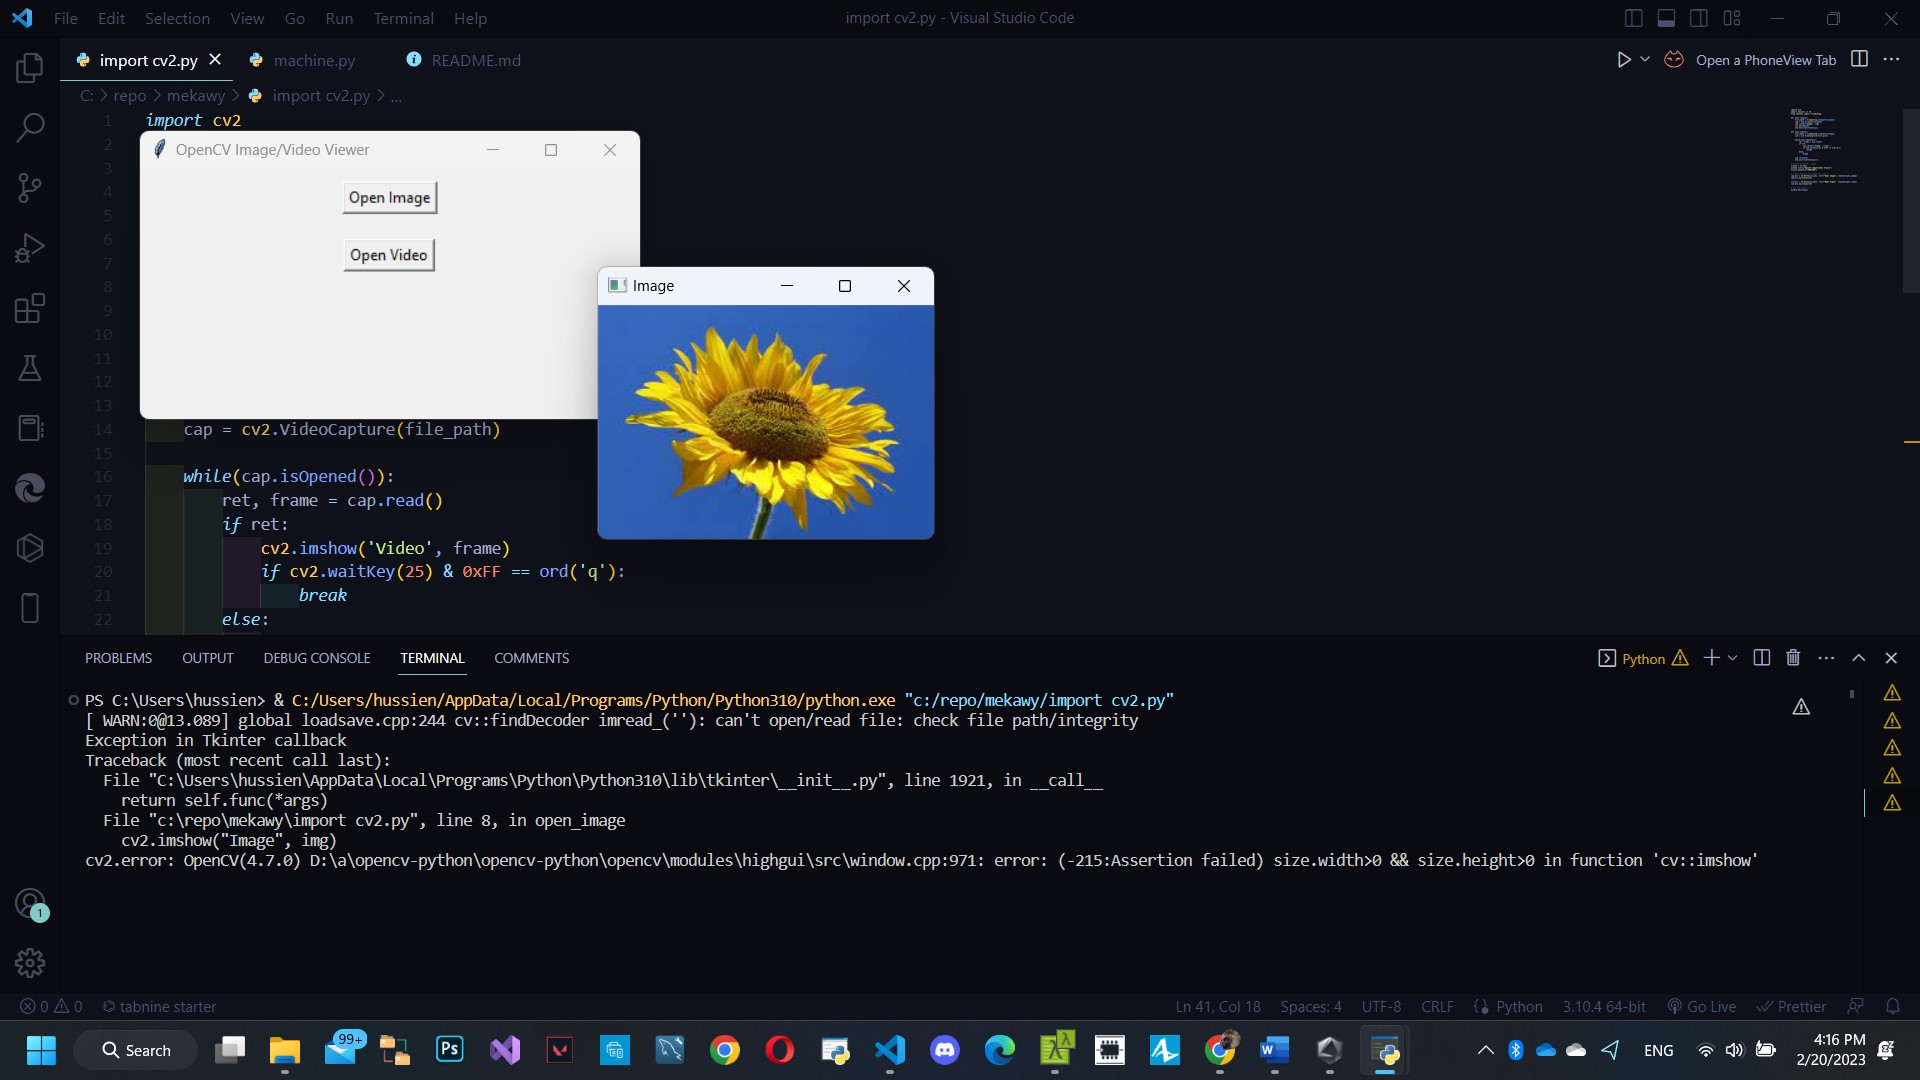 File Edit Selection View Go Run Terminal Help
import cv2.py - Visual Studio Code
import cv2.py
machine.py
README.md
Open a PhoneView Tab
C: > repo > mekawy > import cv2.py > ...
1 import cv2
2
3
4
5
6
7
8
9
10
11
12
13
OpenCV Image/Video Viewer
Open Image
Open Video
Image
14 cap = cv2.VideoCapture(file_path)
15
16 while(cap.isOpened()):
17 ret, frame = cap.read()
18 if ret:
19 cv2.imshow('Video', frame)
20 if cv2.waitKey(25) & 0xFF == ord('q'):
21 break
22 else:
PROBLEMS OUTPUT DEBUG CONSOLE TERMINAL COMMENTS
Python
PS C:\Users\hussien> & C:/Users/hussien/AppData/Local/Programs/Python/Python310/python.exe "c:/repo/mekawy/import cv2.py"
[ WARN:0@13.089] global loadsave.cpp:244 cv::findDecoder imread_(''): can't open/read file: check file path/integrity
Exception in Tkinter callback
Traceback (most recent call last):
File "C:\Users\hussien\AppData\Local\Programs\Python\Python310\lib\tkinter\__init__.py", line 1921, in __call__
return self.func(*args)
File "c:\repo\mekawy\import cv2.py", line 8, in open_image
cv2.imshow("Image", img)
cv2.error: OpenCV(4.7.0) D:\a\opencv-python\opencv-python\opencv\modules\highgui\src\window.cpp:971: error: (-215:Assertion failed) size.width>0 && size.height>0 in function 'cv::imshow'
1
0 0 tabnine starter
Ln 41, Col 18 Spaces: 4 UTF-8 CRLF Python 3.10.4 64-bit Go Live Prettier
Search
99+
Ps
ENG
4:16 PM
2/20/2023